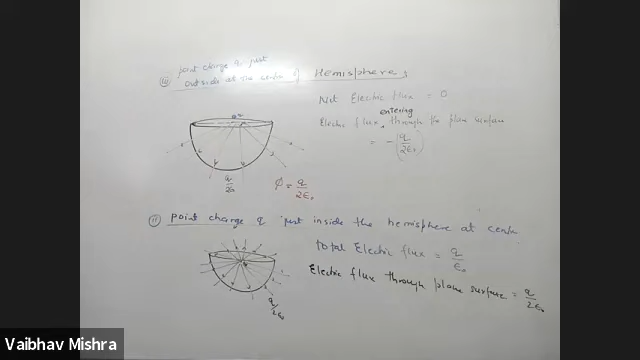 (10) point charge q just
outside at the centre of Hemisphere,
Net Electric flux = 0
entering
Electric flux, through the plane surface
= -(q/2ε₀)
q
q/2ε₀
Φ = q/2ε₀
(11) point charge q just inside the hemisphere at centre
total Electric flux = q/ε₀
Electric flux through plane surface = q/2ε₀
q/2ε₀
Vaibhav Mishra